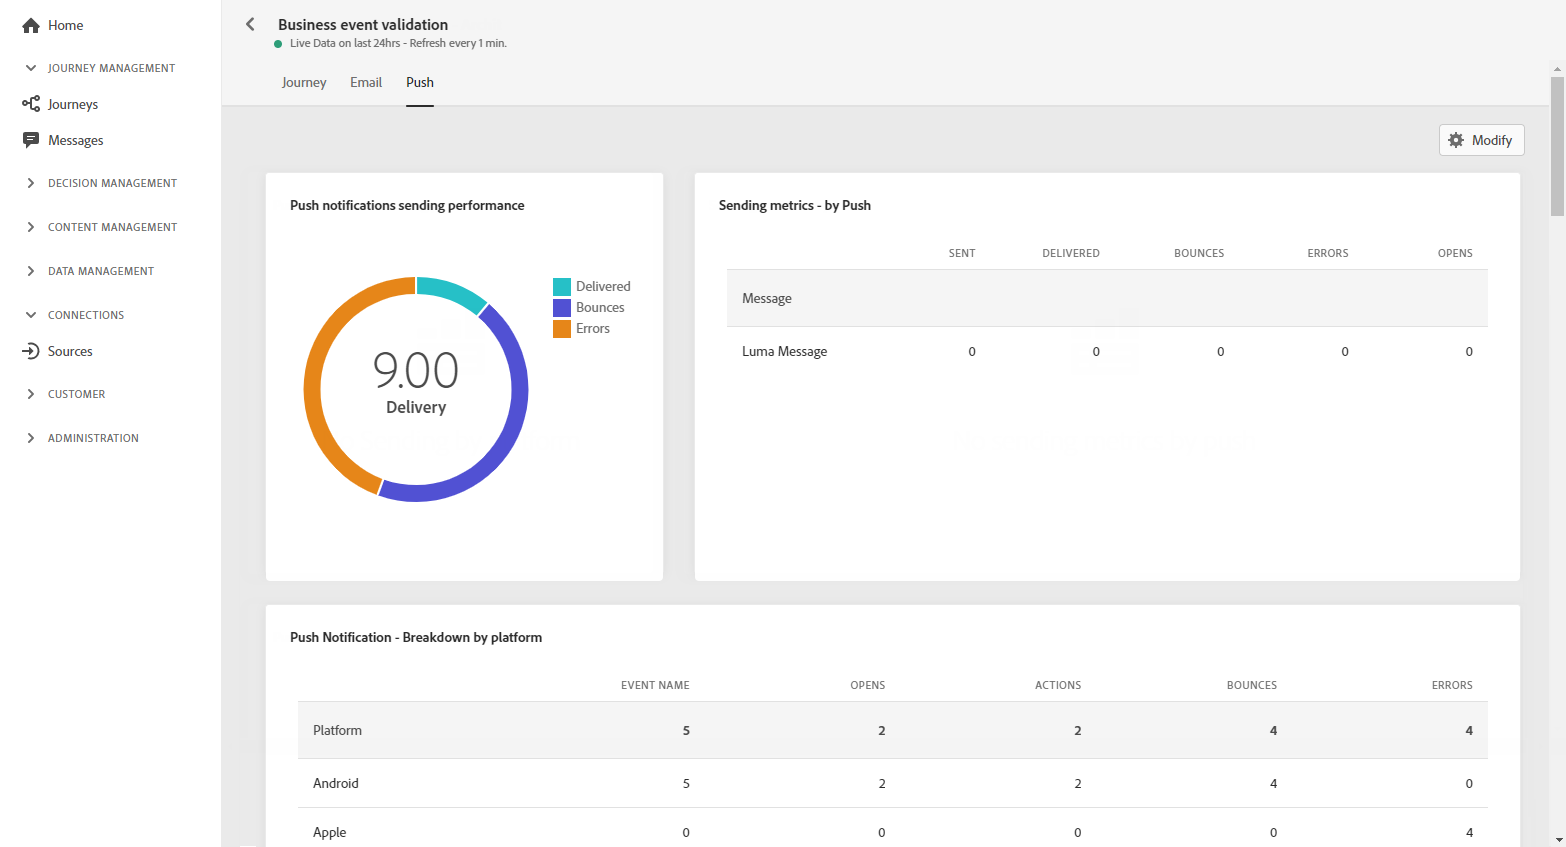 Home
JOURNEY MANAGEMENT
Journeys
Messages
DECISION MANAGEMENT
CONTENT MANAGEMENT
DATA MANAGEMENT
CONNECTIONS
Sources
CUSTOMER
ADMINISTRATION
Business event validation
Live Data on last 24hrs - Refresh every 1 min.
Journey Email Push
Modify
Push notifications sending performance
Delivered
Bounces
Errors
9.00
Delivery
Sending metrics - by Push
SENT DELIVERED BOUNCES ERRORS OPENS
Message
Luma Message 0 0 0 0 0
Push Notification - Breakdown by platform
EVENT NAME OPENS ACTIONS BOUNCES ERRORS
Platform 5 2 2 4 4
Android 5 2 2 4 0
Apple 0 0 0 0 4